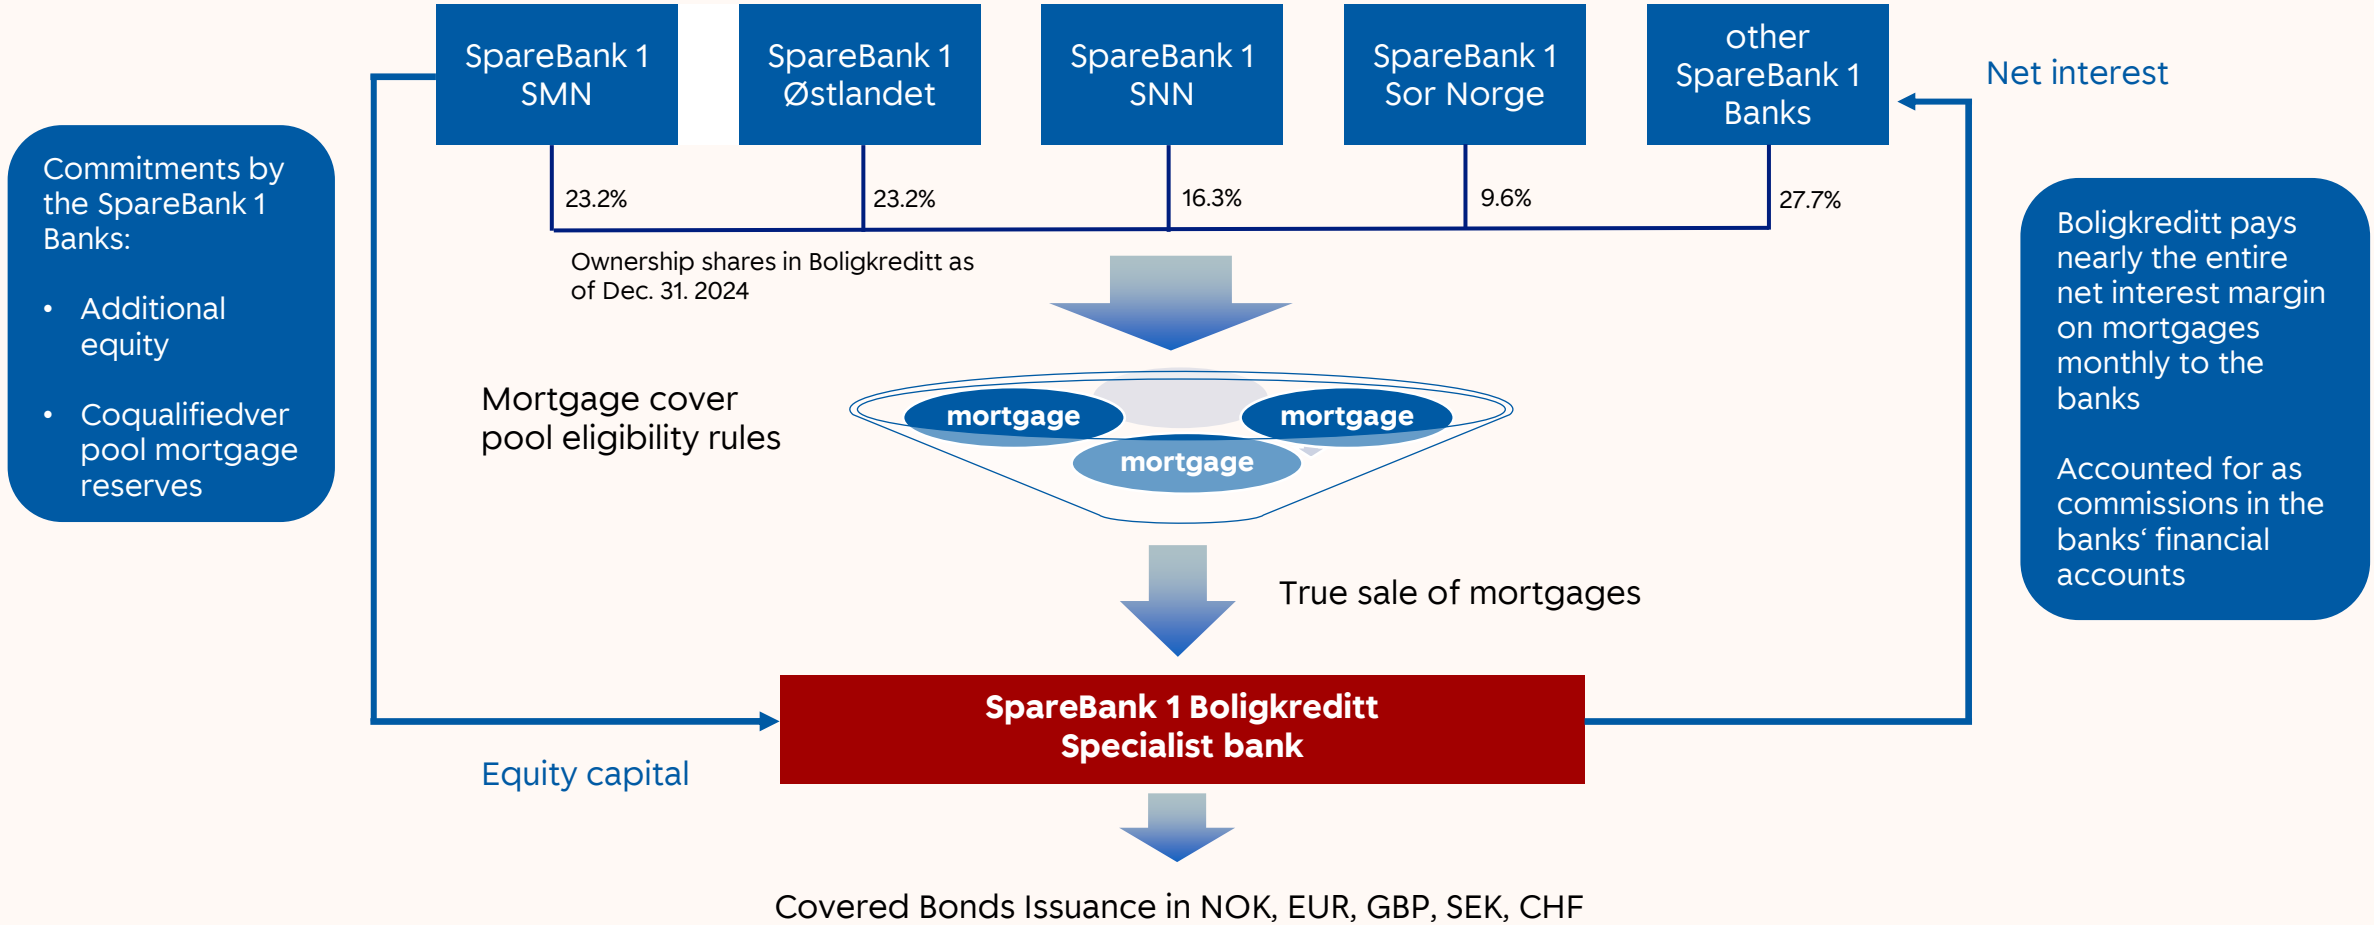 SpareBank 1
SMN
SpareBank 1
Østlandet
SpareBank 1
SNN
SpareBank 1
Sor Norge
other
SpareBank 1
Banks
Net interest
Commitments by
the SpareBank 1
Banks:
• Additional
equity
• Coqualifiedver
pool mortgage
reserves
23.2%
23.2%
16.3%
9.6%
27.7%
Ownership shares in Boligkreditt as
of Dec. 31. 2024
Boligkreditt pays
nearly the entire
net interest margin
on mortgages
monthly to the
banks
Accounted for as
commissions in the
banks‘ financial
accounts
Mortgage cover
pool eligibility rules
mortgage
mortgage
mortgage
True sale of mortgages
SpareBank 1 Boligkreditt
Specialist bank
Equity capital
Covered Bonds Issuance in NOK, EUR, GBP, SEK, CHF